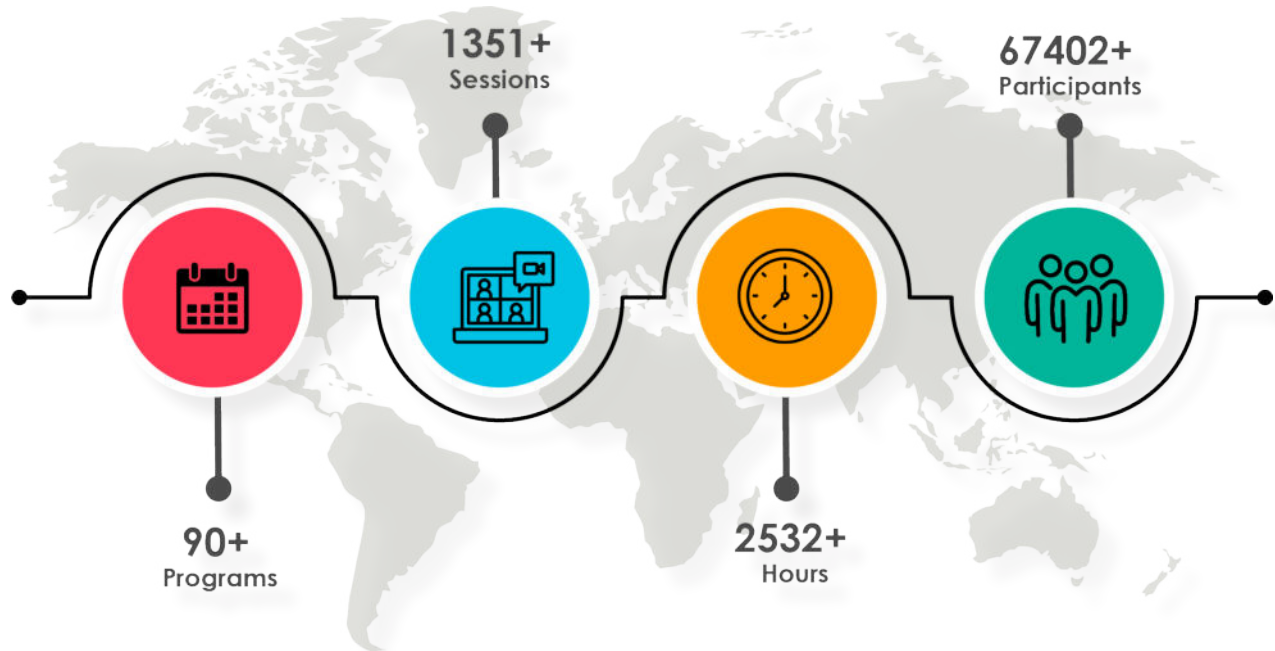 90+
Programs
1351+
Sessions
2532+
Hours
67402+
Participants